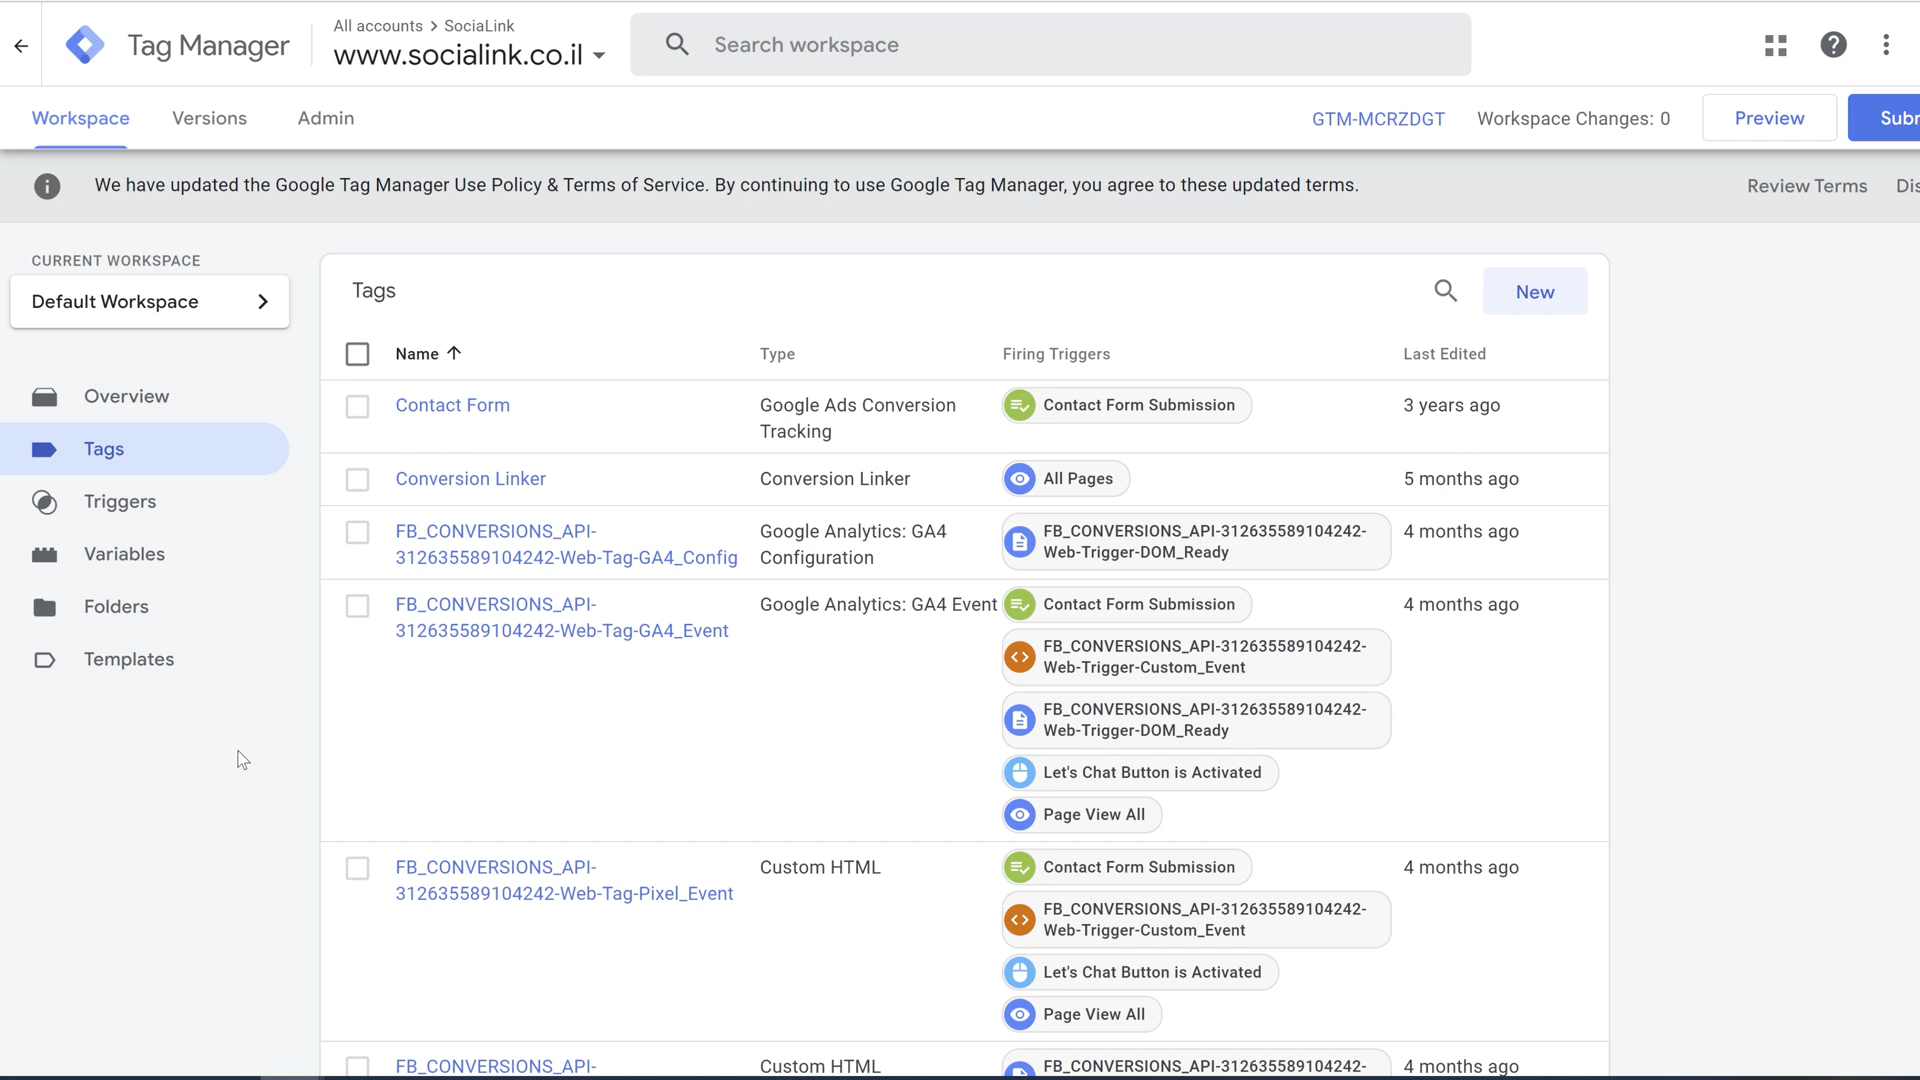 All accounts > SociaLink
Tag Manager
www.socialink.co.il
Search workspace
Workspace
Versions
Admin
GTM-MCRZDGT
Workspace Changes: 0
Preview
Subm
We have updated the Google Tag Manager Use Policy & Terms of Service. By continuing to use Google Tag Manager, you agree to these updated terms.
Review Terms
Dis
CURRENT WORKSPACE
Default Workspace
Overview
Tags
Triggers
Variables
Folders
Templates
Tags
New
Name
Type
Firing Triggers
Last Edited
Contact Form
Google Ads Conversion
Tracking
Contact Form Submission
3 years ago
Conversion Linker
Conversion Linker
All Pages
5 months ago
FB_CONVERSIONS_API-
312635589104242-Web-Tag-GA4_Config
Google Analytics: GA4
Configuration
FB_CONVERSIONS_API-312635589104242-
Web-Trigger-DOM_Ready
4 months ago
FB_CONVERSIONS_API-
312635589104242-Web-Tag-GA4_Event
Google Analytics: GA4 Event
Contact Form Submission
FB_CONVERSIONS_API-312635589104242-
Web-Trigger-Custom_Event
FB_CONVERSIONS_API-312635589104242-
Web-Trigger-DOM_Ready
Let's Chat Button is Activated
Page View All
4 months ago
FB_CONVERSIONS_API-
312635589104242-Web-Tag-Pixel_Event
Custom HTML
Contact Form Submission
FB_CONVERSIONS_API-312635589104242-
Web-Trigger-Custom_Event
Let's Chat Button is Activated
Page View All
4 months ago
FB_CONVERSIONS_API-
Custom HTML
FB_CONVERSIONS_API-312635589104242-
4 months ago